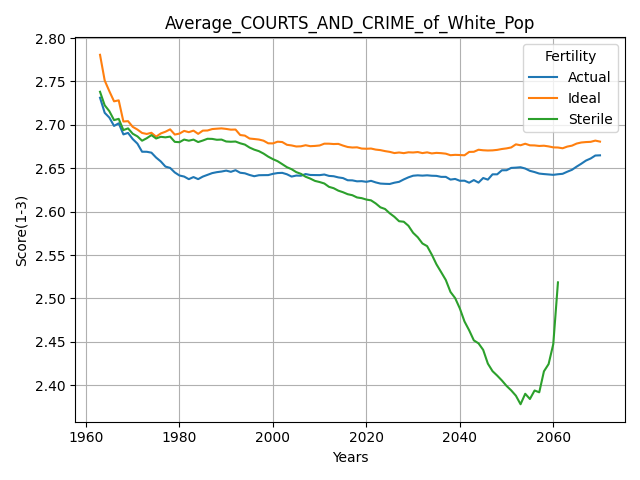 Average_COURTS_AND_CRIME_of_White_Pop
Fertility
Actual
Ideal
Sterile
Score(1-3)
2.80
2.75
2.70
2.65
2.60
2.55
2.50
2.45
2.40
1960 1980 2000 2020 2040 2060
Years